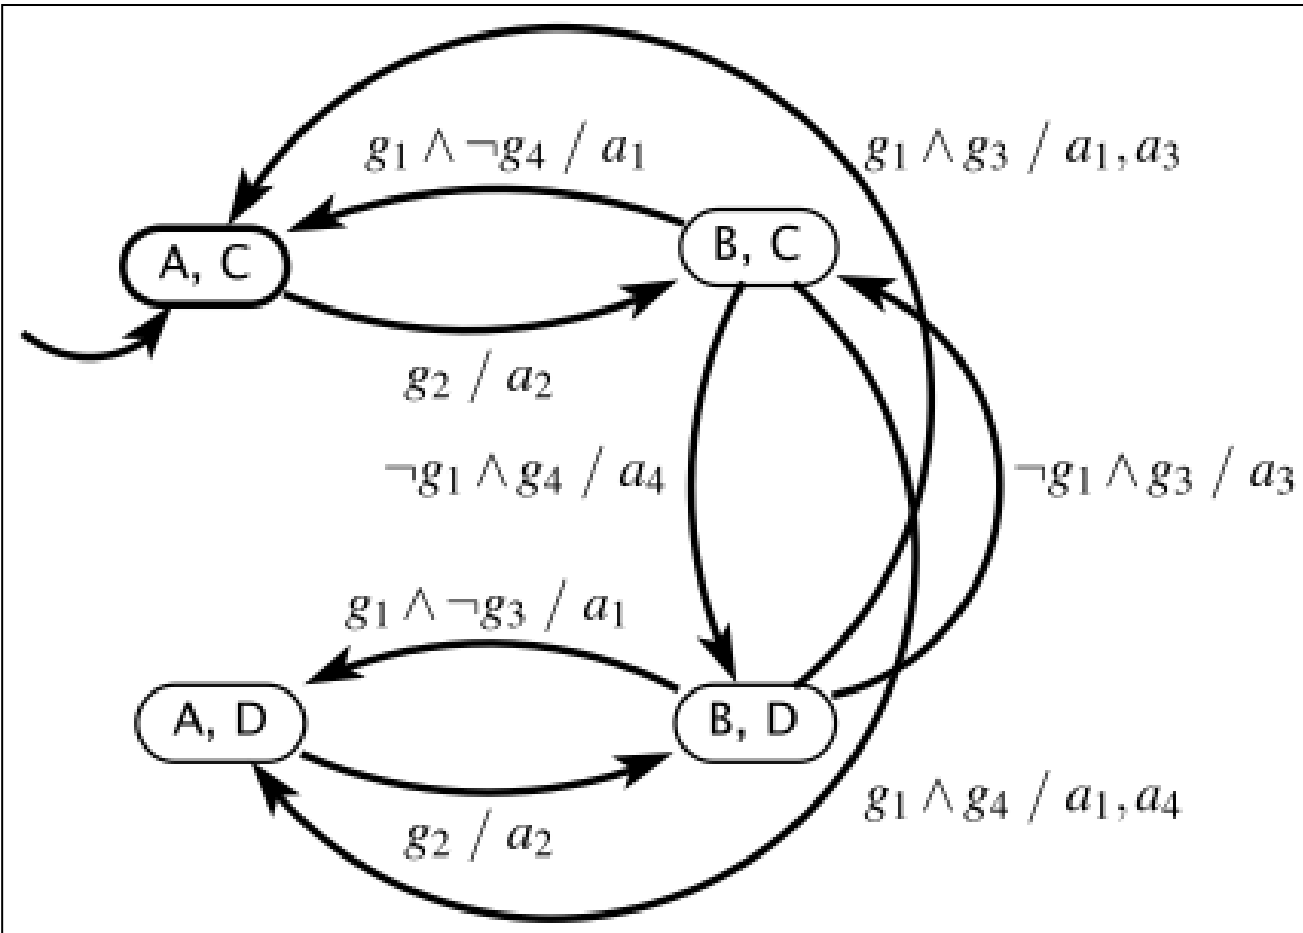 g₁ ∧ ¬g₄ / a₁
g₁ ∧ g₃ / a₁, a₃
A, C
B, C
g₂ / a₂
¬g₁ ∧ g₄ / a₄
¬g₁ ∧ g₃ / a₃
g₁ ∧ ¬g₃ / a₁
A, D
B, D
g₂ / a₂
g₁ ∧ g₄ / a₁, a₄